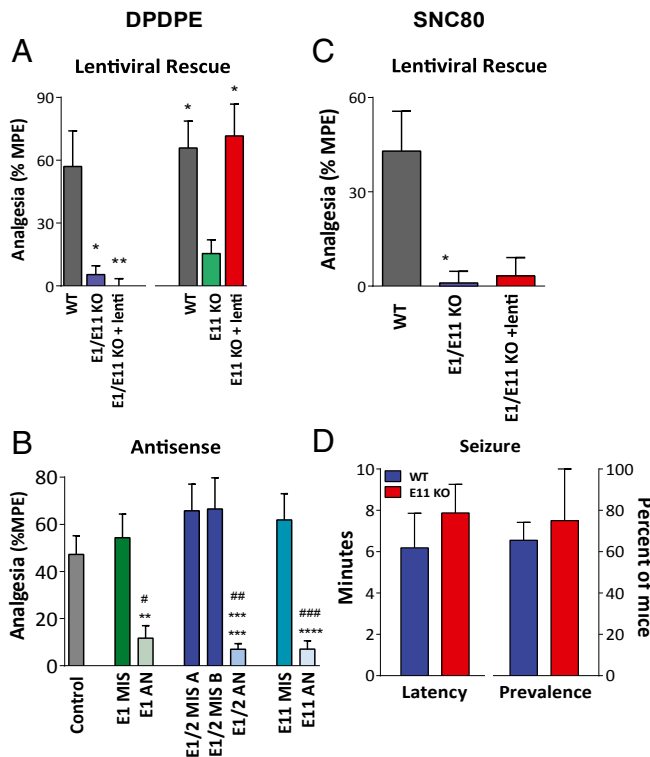 DPDPE
SNC80
A
Lentiviral Rescue
Analgesia (% MPE)
90
60
30
0
*
**
*
*
WT
E1/E11 KO
E1/E11 KO + lenti
WT
E11 KO
E11 KO + lenti
C
Lentiviral Rescue
Analgesia (% MPE)
60
30
0
*
WT
E1/E11 KO
E1/E11 KO +lenti
B
Antisense
Analgesia (%MPE)
80
60
40
20
0
#
**
##
***
***
###
****
Control
E1 MIS
E1 AN
E1/2 MIS A
E1/2 MIS B
E1/2 AN
E11 MIS
E11 AN
D
Seizure
WT
E11 KO
Minutes
10
8
6
4
2
0
100
80
60
40
20
0
Percent of mice
Latency
Prevalence